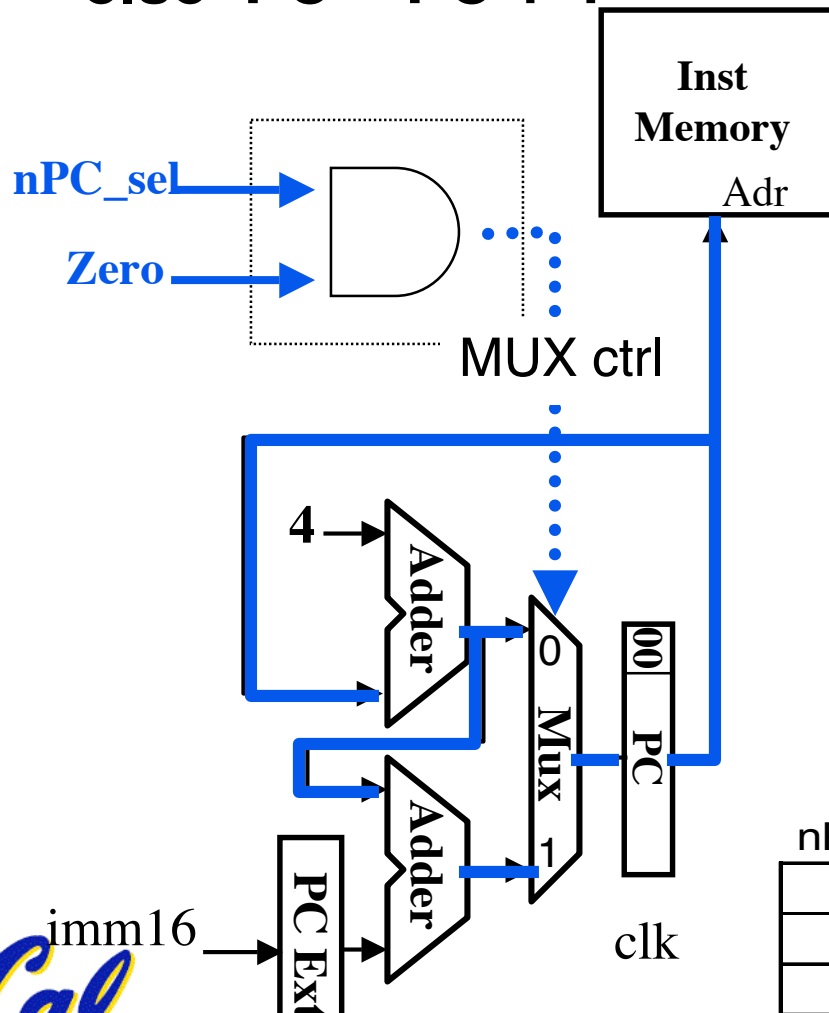 Inst
Memory
Adr
nPC_sel
Zero
MUX ctrl
4
Adder
0
00
Mux
PC
Adder
1
PC Ext
imm16
clk
Cal